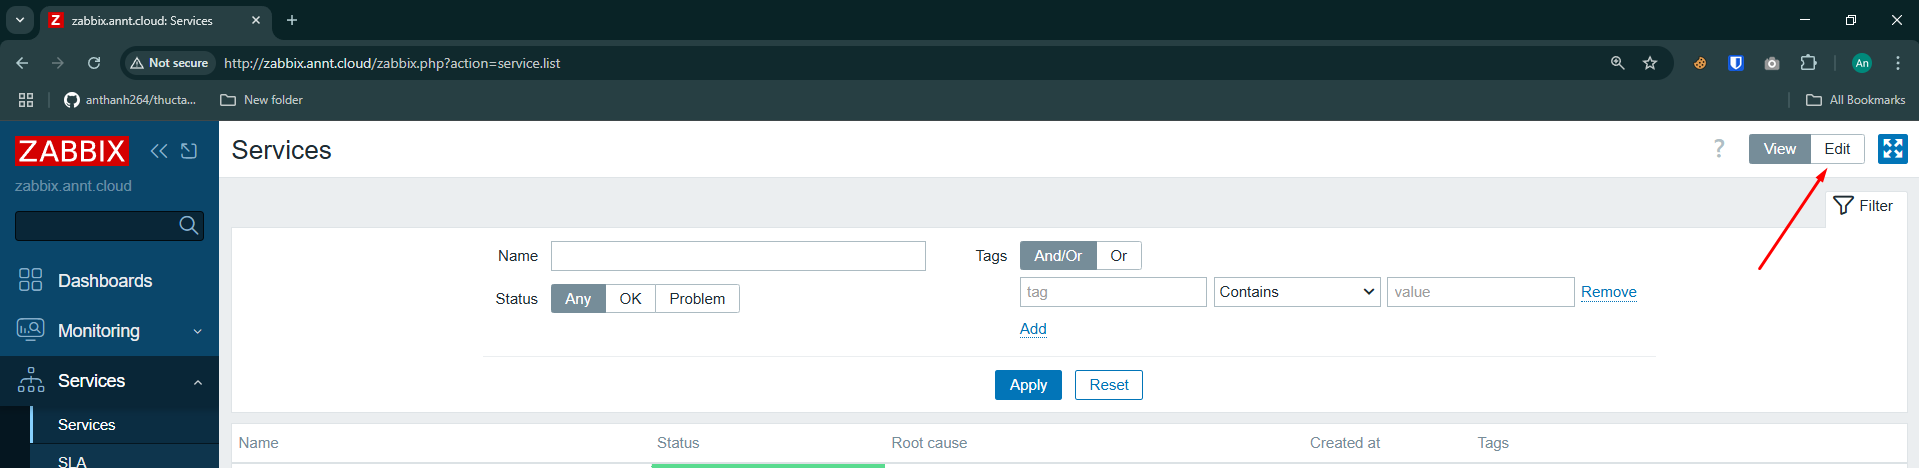 zabbix.annt.cloud: Services
Not secure http://zabbix.annt.cloud/zabbix.php?action=service.list An
anthanh264/thucta... New folder All Bookmarks
ZABBIX Services ? View Edit
zabbix.annt.cloud
Filter
Name Tags And/Or Or
Status Any OK Problem tag Contains value Remove
Add
Dashboards
Monitoring
Services
Apply Reset
Services
Name Status Root cause Created at Tags
SLA